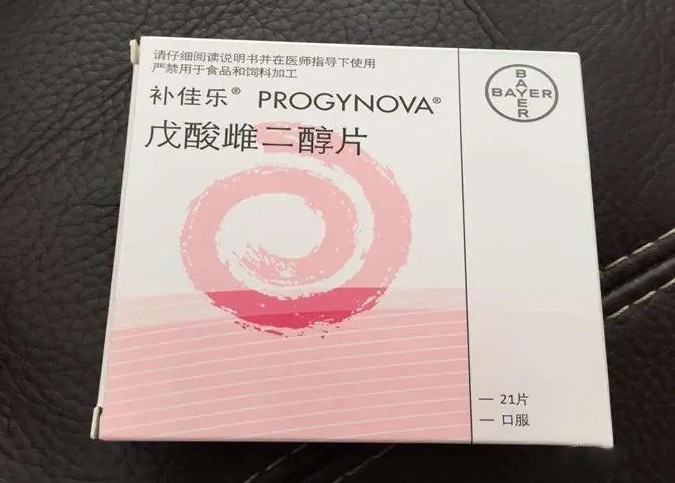 请仔细阅读说明书并在医师指导下使用
严禁用于食品和饲料加工
补佳乐® PROGYNOVA®
戊酸雌二醇片
BAYER
BAYER
— 21片
— 口服